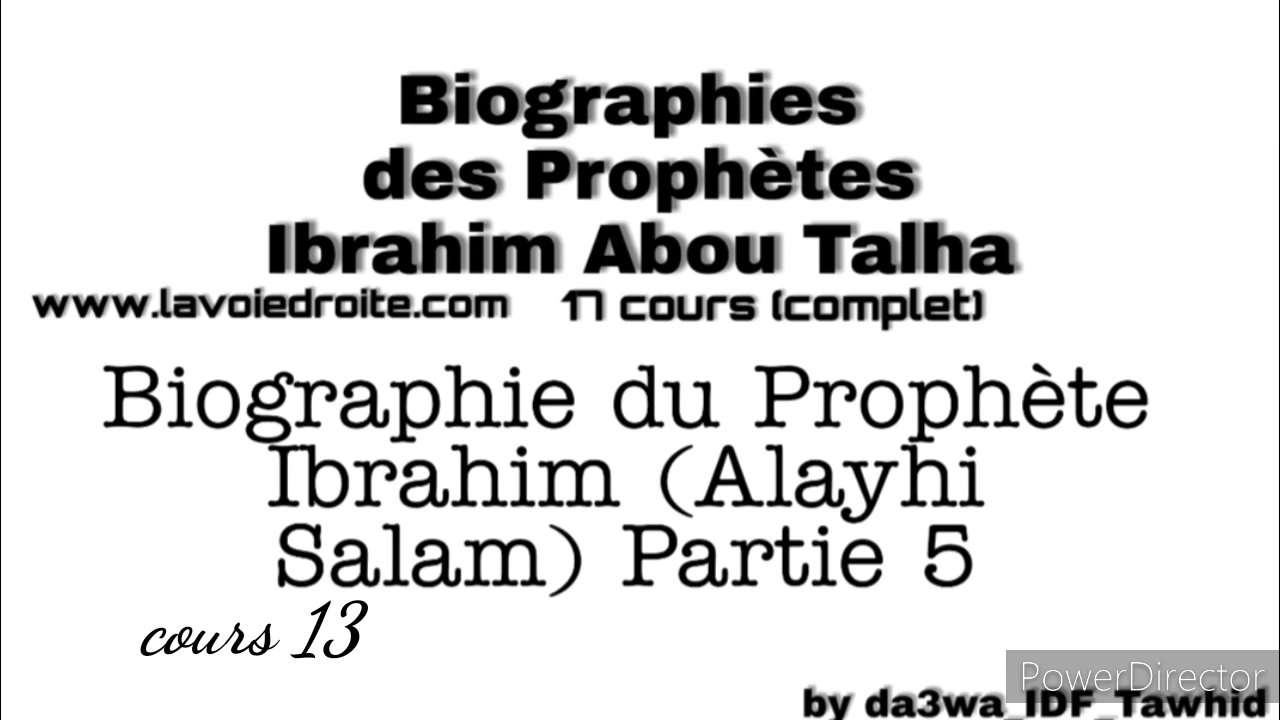 Biographies
des Prophètes
Ibrahim Abou Talha
www.lavoiedroite.com 17 cours (complet)
Biographie du Prophète
Ibrahim (Alayhi
Salam) Partie 5
cours 13
PowerDirector
by da3wa_IDF_Tawhid